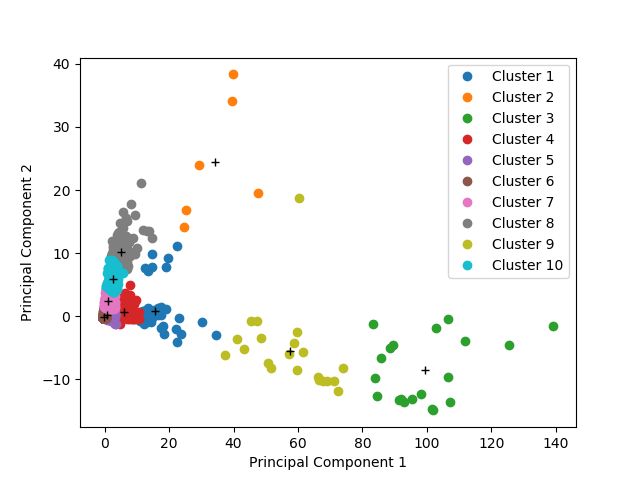 40
30
20
10
0
−10
0
20
40
60
80
100
120
140
Principal Component 2
Principal Component 1
Cluster 1
Cluster 2
Cluster 3
Cluster 4
Cluster 5
Cluster 6
Cluster 7
Cluster 8
Cluster 9
Cluster 10